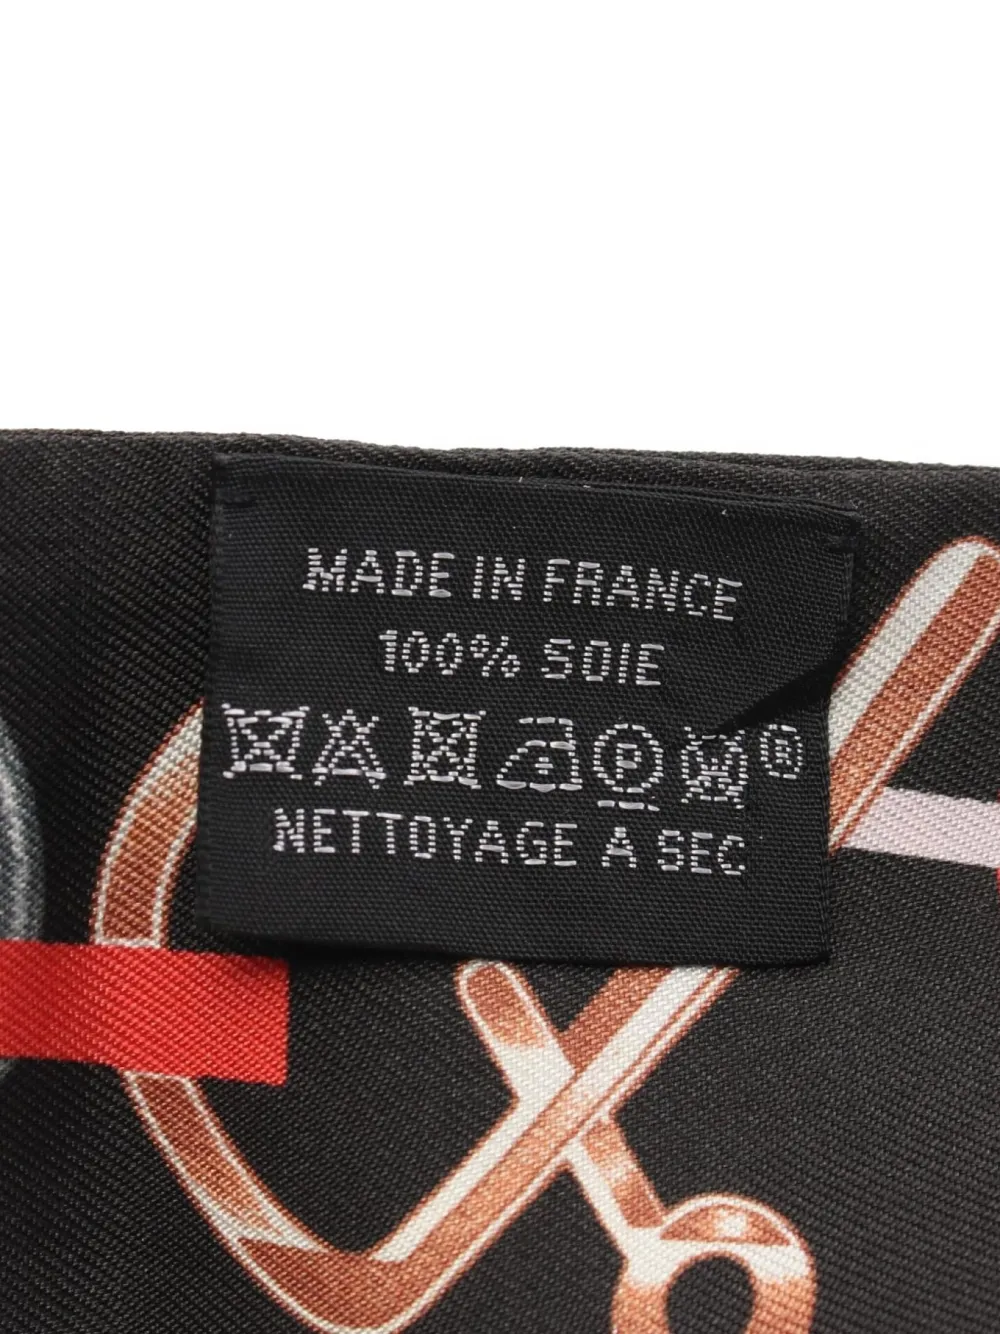 MADE IN FRANCE
100% SOIE
P ®
NETTOYAGE A SEC